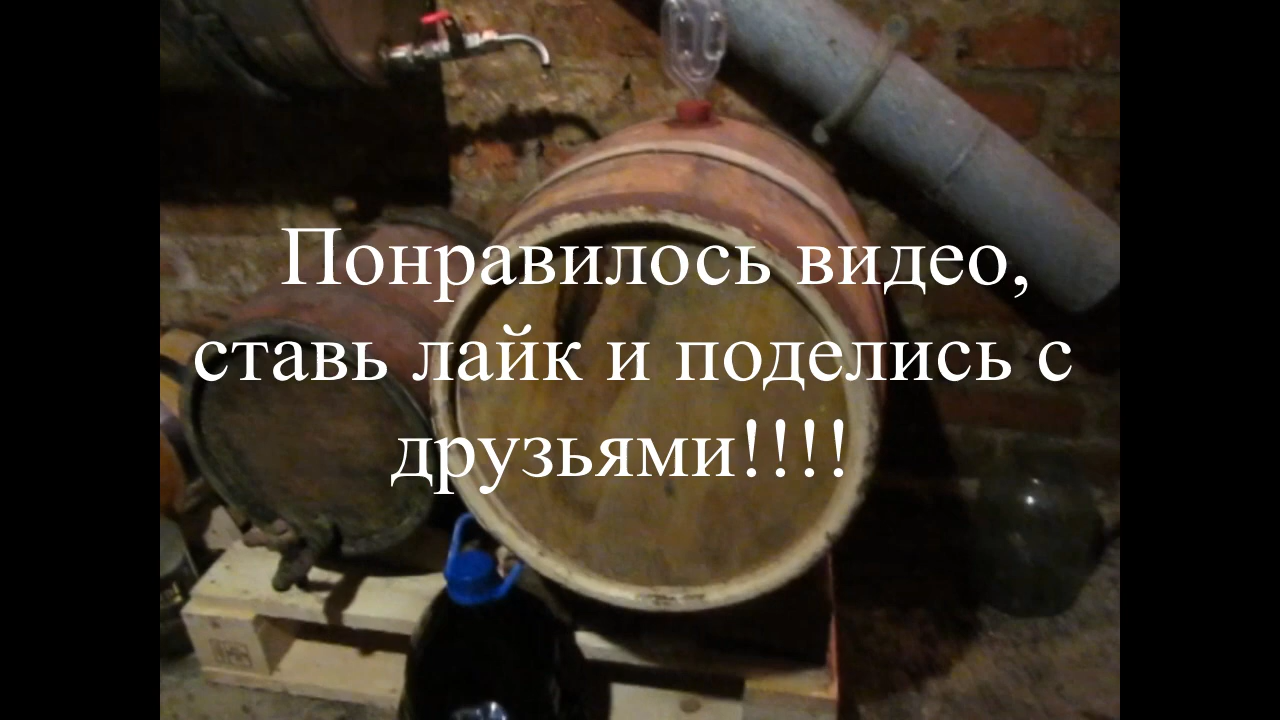 Понравилось видео,
ставь лайк и поделись с
друзьями!!!!